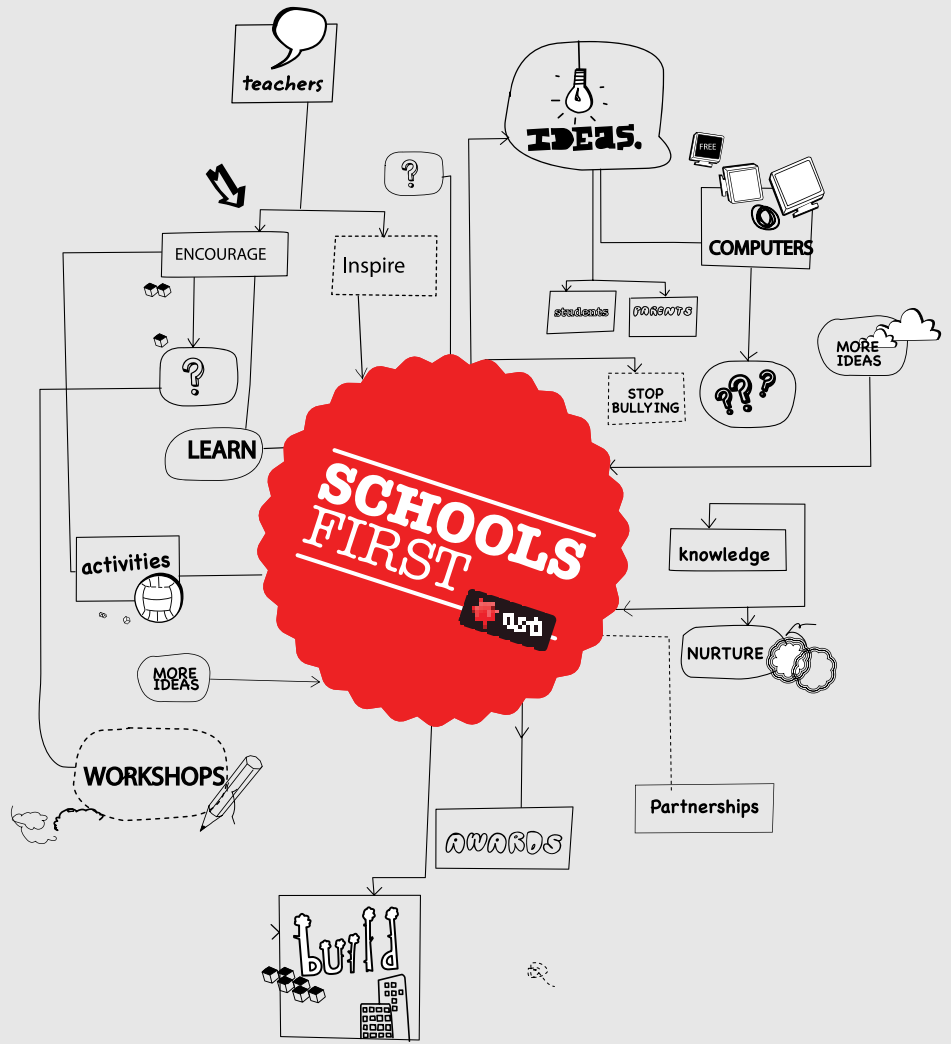 teachers
IDEAS.
?
FREE
ENCOURAGE
Inspire
COMPUTERS
students
PARENTS
MORE
IDEAS
?
STOP
BULLYING
? ? ?
LEARN
SCHOOLS
FIRST
asb
activities
knowledge
MORE
IDEAS
NURTURE
WORKSHOPS
Partnerships
AWARDS
build